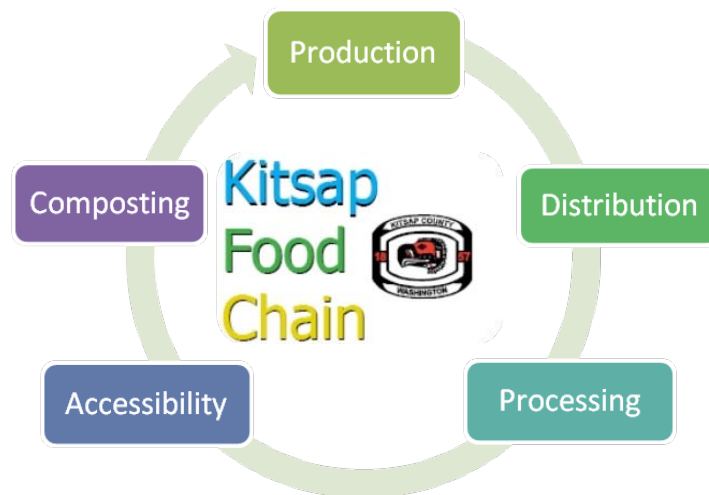 Production
Distribution
Processing
Accessibility
Composting
Kitsap
Food
Chain
KITSAP COUNTY
18 57
WASHINGTON